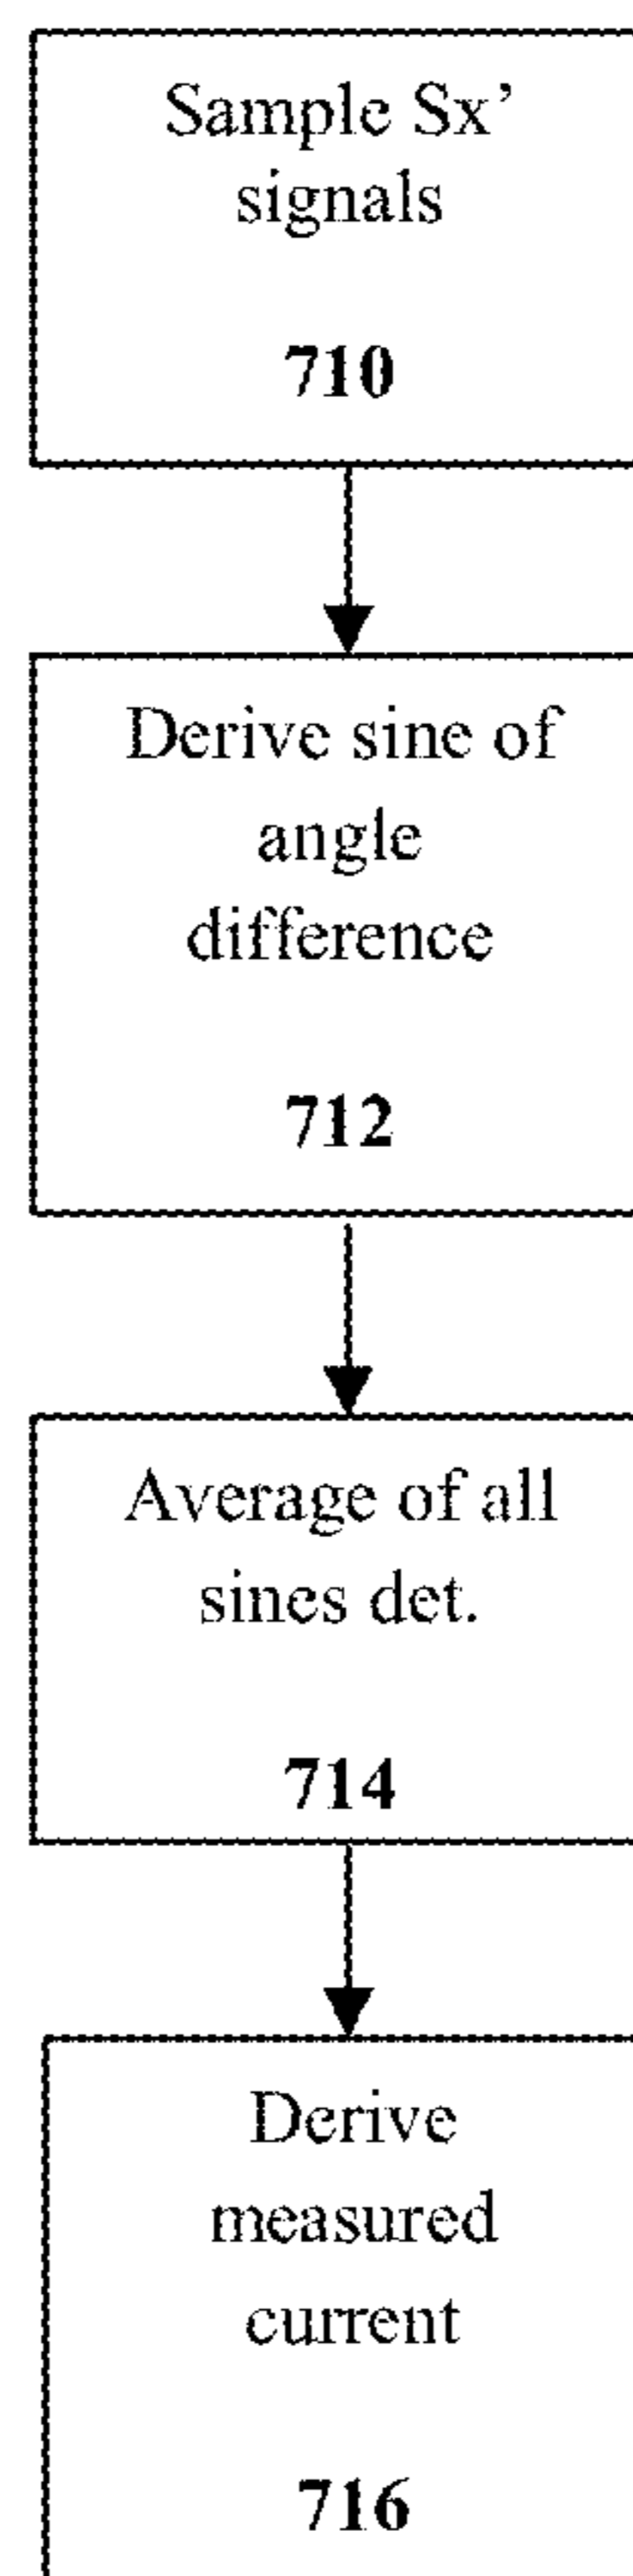 Sample Sx’
signals
710
Derive sine of
angle
difference
712
Average of all
sines det.
714
Derive
measured
current
716